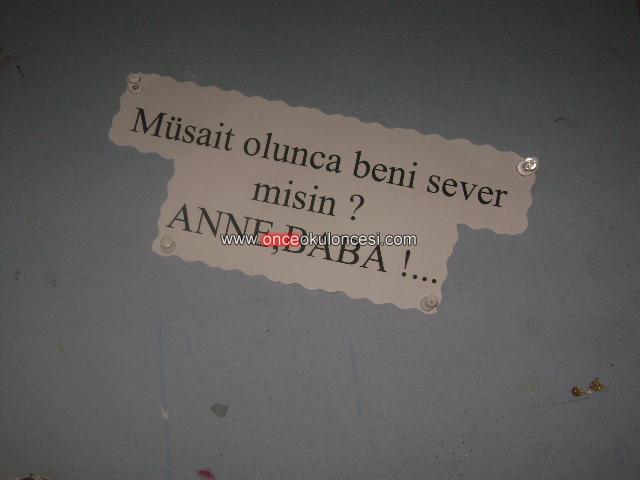 Müsait olunca beni sever
misin ?
ANNE,BABA !...
www.onceokuloncesi.com